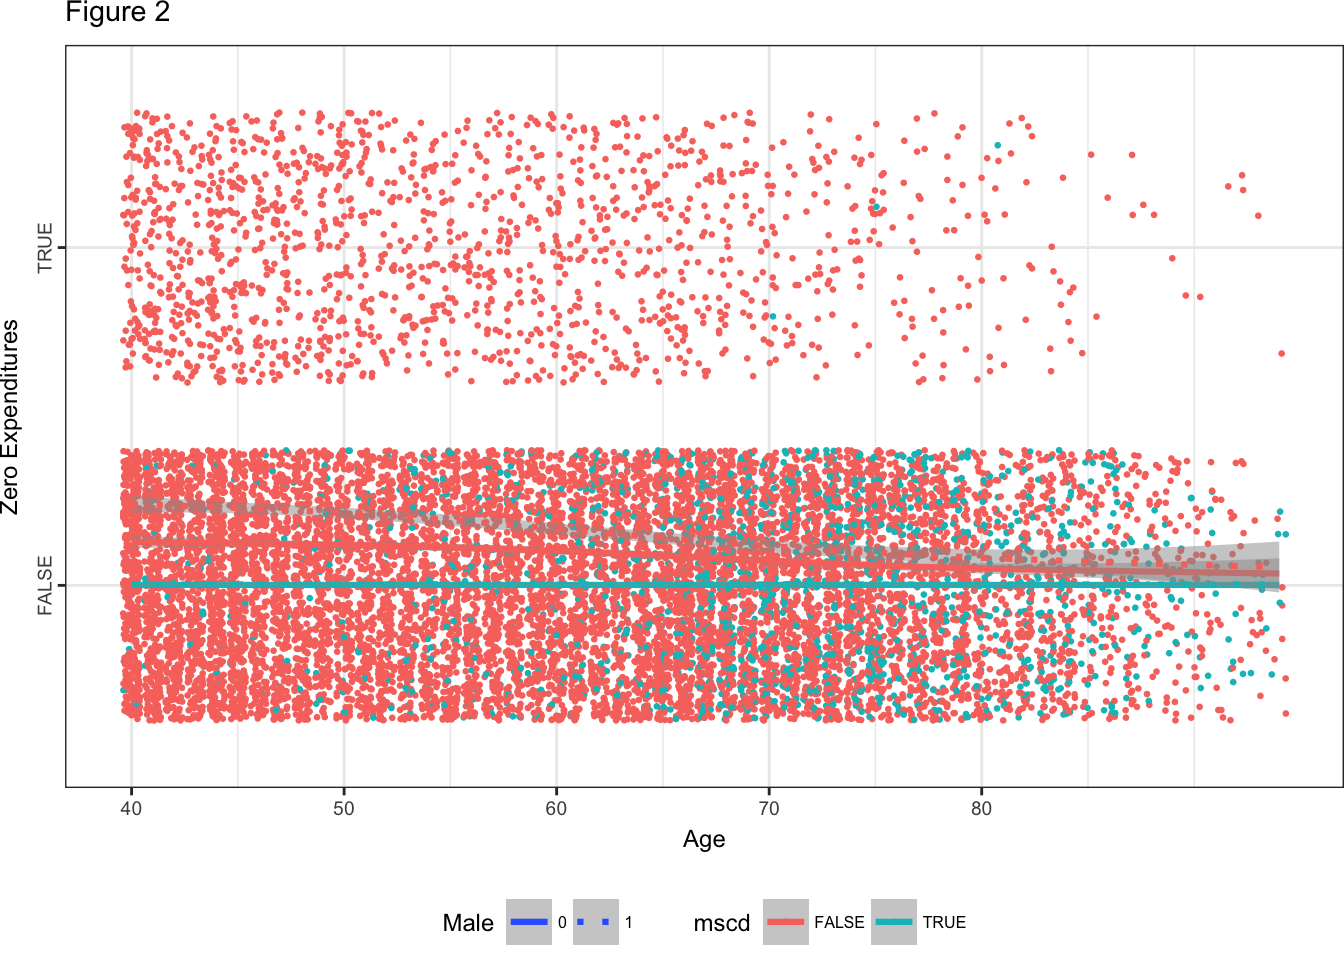 Figure 2
Zero Expenditures
TRUE
FALSE
40 50 60 70 80
Age
Male 0 1 mscd FALSE TRUE